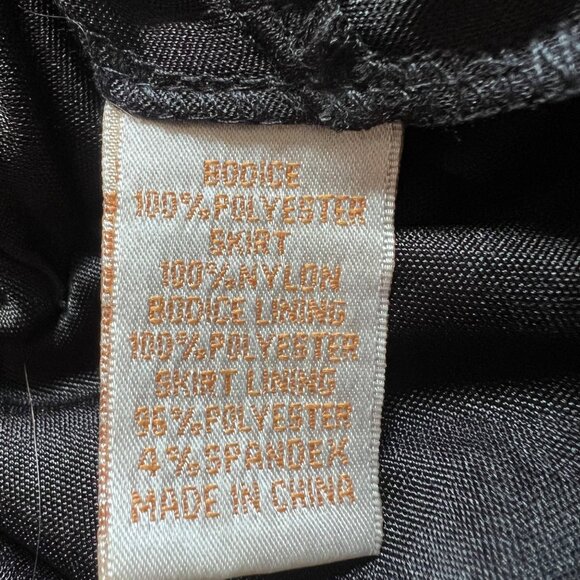 BODICE
100%POLYESTER
SKIRT
100%NYLON
BODICE LINING
100%POLYESTER
SKIRT LINING
96%POLYESTER
4%SPANDEX
MADE IN CHINA